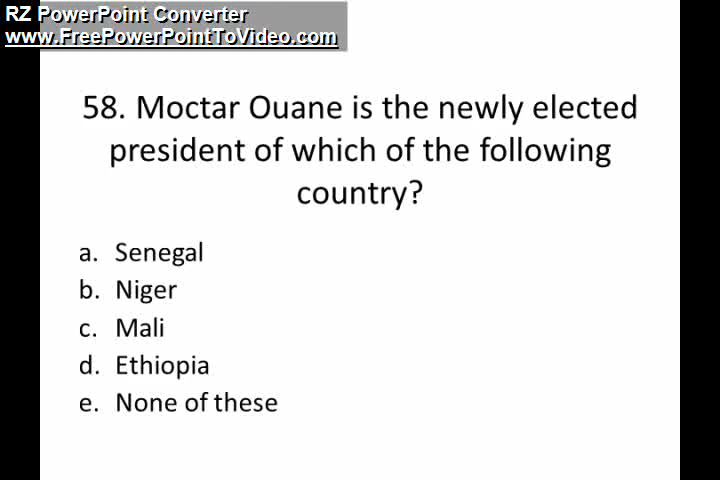 RZ PowerPoint Converter
www.FreePowerPointToVideo.com
58. Moctar Ouane is the newly elected
president of which of the following
country?
a. Senegal
b. Niger
c. Mali
d. Ethiopia
e. None of these